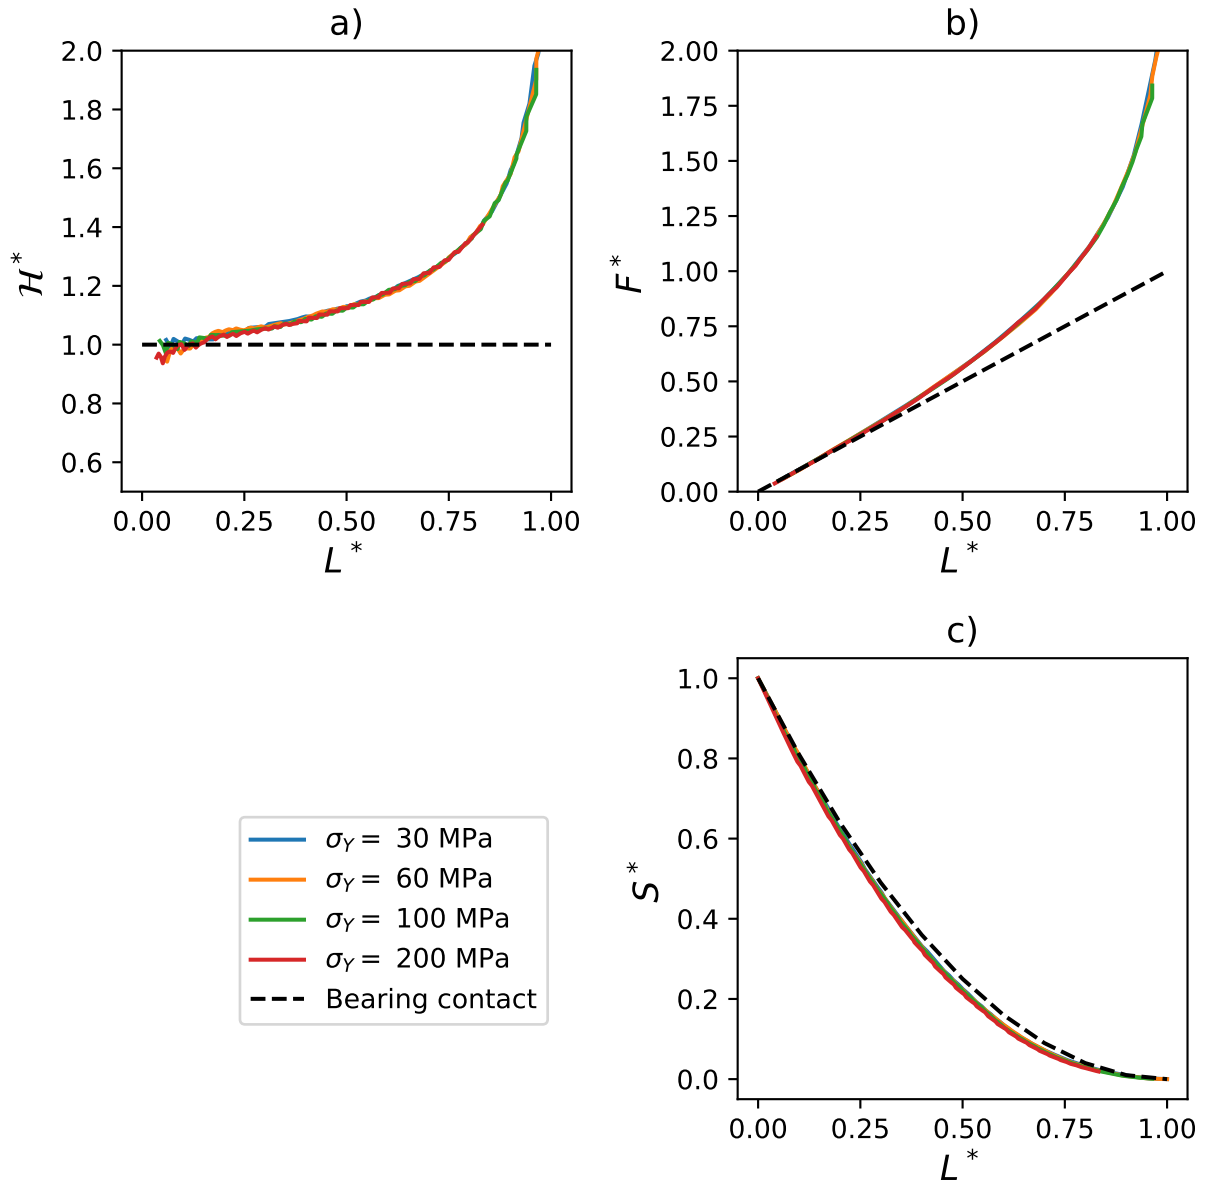 a)
2.0
1.8
1.6
1.4
1.2
1.0
0.8
0.6
ℋ*
0.00 0.25 0.50 0.75 1.00
L*
b)
2.00
1.75
1.50
1.25
1.00
0.75
0.50
0.25
0.00
F*
0.00 0.25 0.50 0.75 1.00
L*
c)
1.0
0.8
0.6
0.4
0.2
0.0
S*
0.00 0.25 0.50 0.75 1.00
L*
σ_Y = 30 MPa
σ_Y = 60 MPa
σ_Y = 100 MPa
σ_Y = 200 MPa
Bearing contact